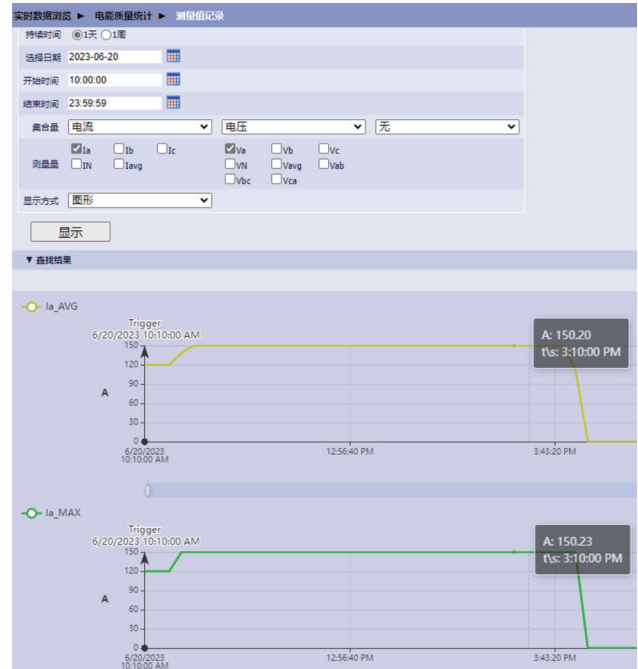 实时数据浏览 ► 电能质量统计 ► 测量值记录
持续时间 1天 1周
选择日期 2023-06-20
开始时间 10:00:00
结束时间 23:59:59
集合量 电流 电压 无
Ia Ib Ic Va Vb Vc
测量量 IN Iavg VN Vavg Vab
Vbc Vca
显示方式 图形
显示
▼ 查找结果
Ia_AVG
Trigger
6/20/2023 10:10:00 AM
A: 150.20
t\s: 3:10:00 PM
150
120
90
A
60
30
0
6/20/2023 12:56:40 PM 3:43:20 PM
10:10:00 AM
Ia_MAX
Trigger
6/20/2023 10:10:00 AM
A: 150.23
t\s: 3:10:00 PM
150
120
90
A
60
30
0
6/20/2023 12:56:40 PM 3:43:20 PM
10:10:00 AM